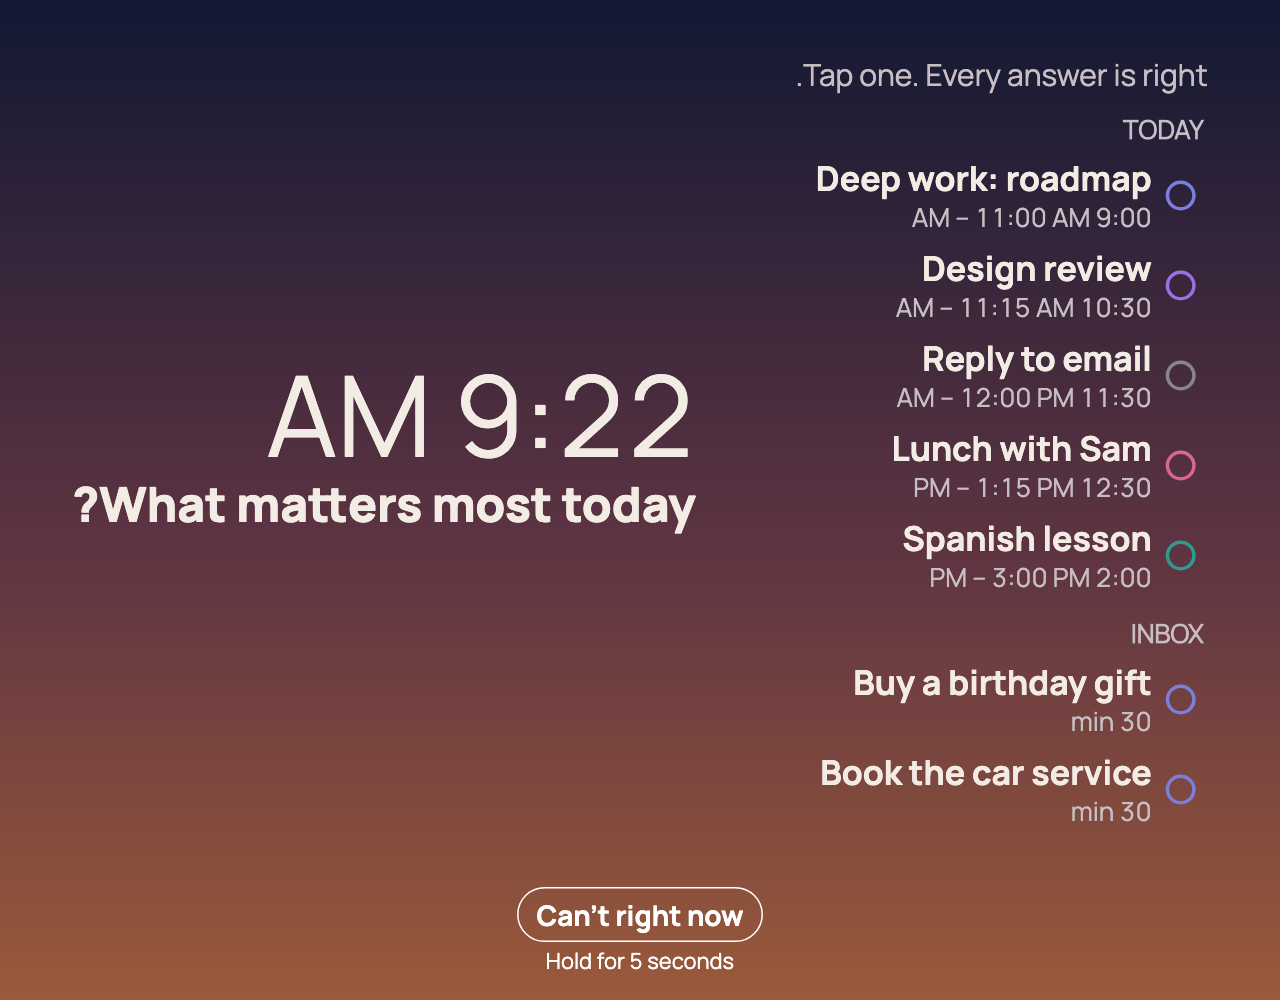 .Tap one. Every answer is right
TODAY
Deep work: roadmap
AM – 11:00 AM 9:00
Design review
AM – 11:15 AM 10:30
Reply to email
AM – 12:00 PM 11:30
Lunch with Sam
PM – 1:15 PM 12:30
Spanish lesson
PM – 3:00 PM 2:00
INBOX
Buy a birthday gift
min 30
Book the car service
min 30
AM 9:22
?What matters most today
Can't right now
Hold for 5 seconds